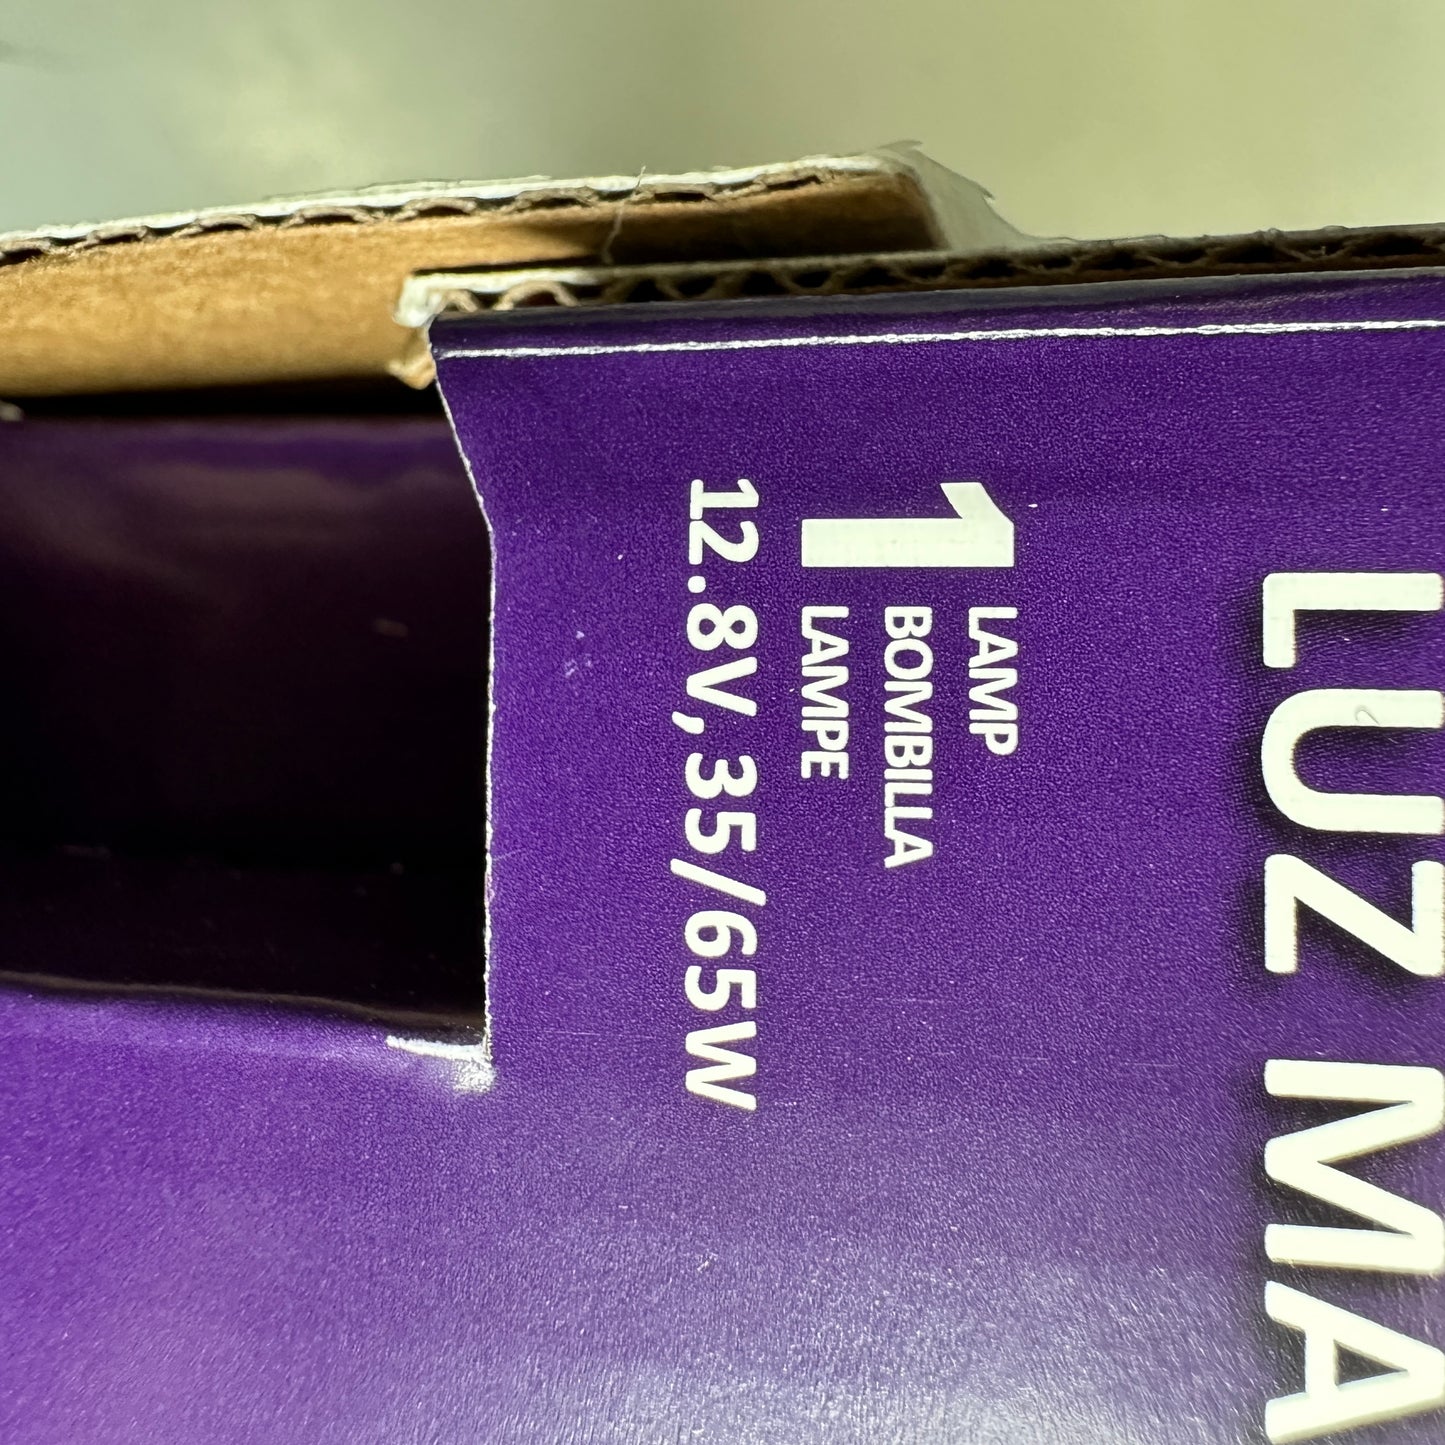 LUZ MA
1
LAMP
BOMBILLA
LAMPE
12.8V, 35/65W